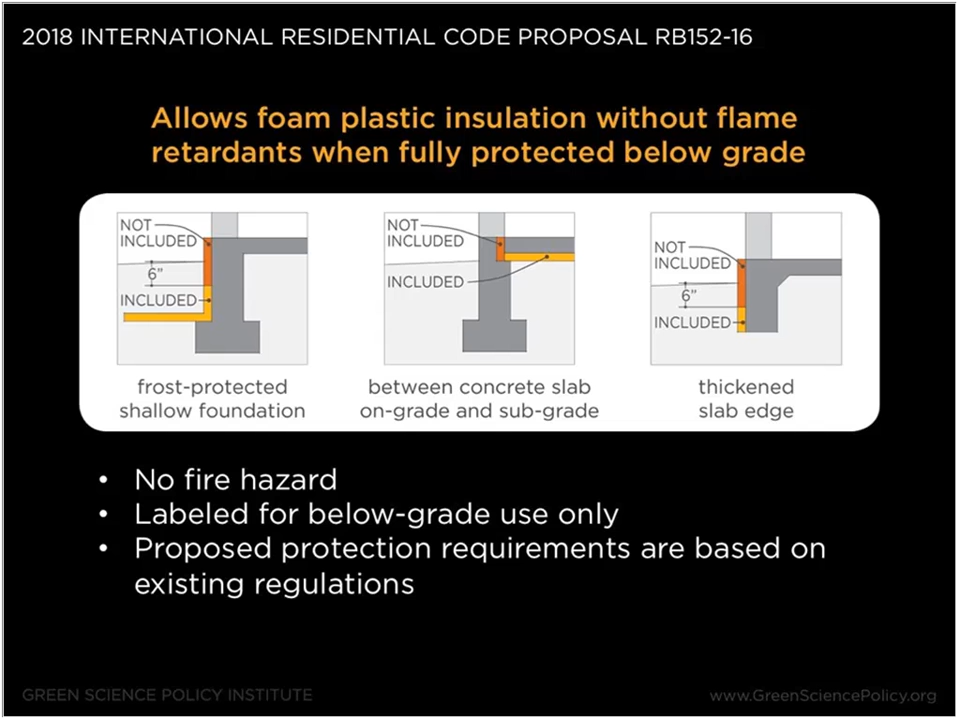 2018 INTERNATIONAL RESIDENTIAL CODE PROPOSAL RB152-16
Allows foam plastic insulation without flame
retardants when fully protected below grade
NOT
INCLUDED
6”
INCLUDED
frost-protected
shallow foundation
NOT
INCLUDED
INCLUDED
between concrete slab
on-grade and sub-grade
NOT
INCLUDED
6”
INCLUDED
thickened
slab edge
• No fire hazard
• Labeled for below-grade use only
• Proposed protection requirements are based on
existing regulations
GREEN SCIENCE POLICY INSTITUTE
www.GreenSciencePolicy.org